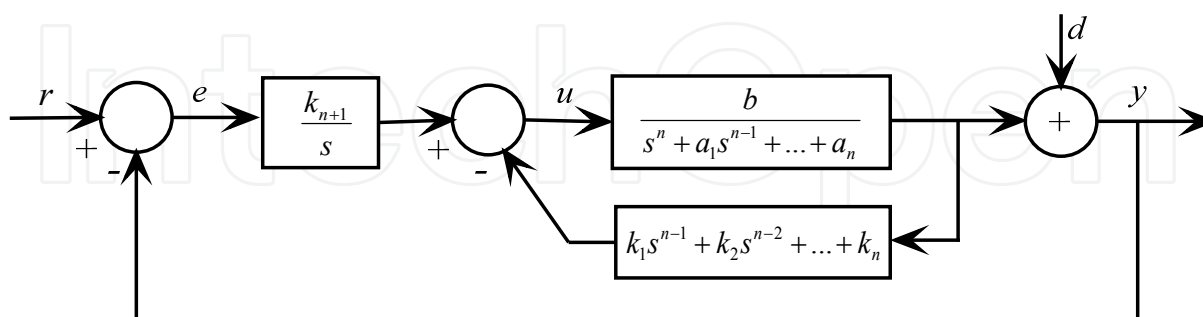 IntechOpen
d
r
e
k_{n+1}
s
u
b
s^n + a_1 s^{n-1} + ... + a_n
+
y
+
-
+
-
k_1 s^{n-1} + k_2 s^{n-2} + ... + k_n